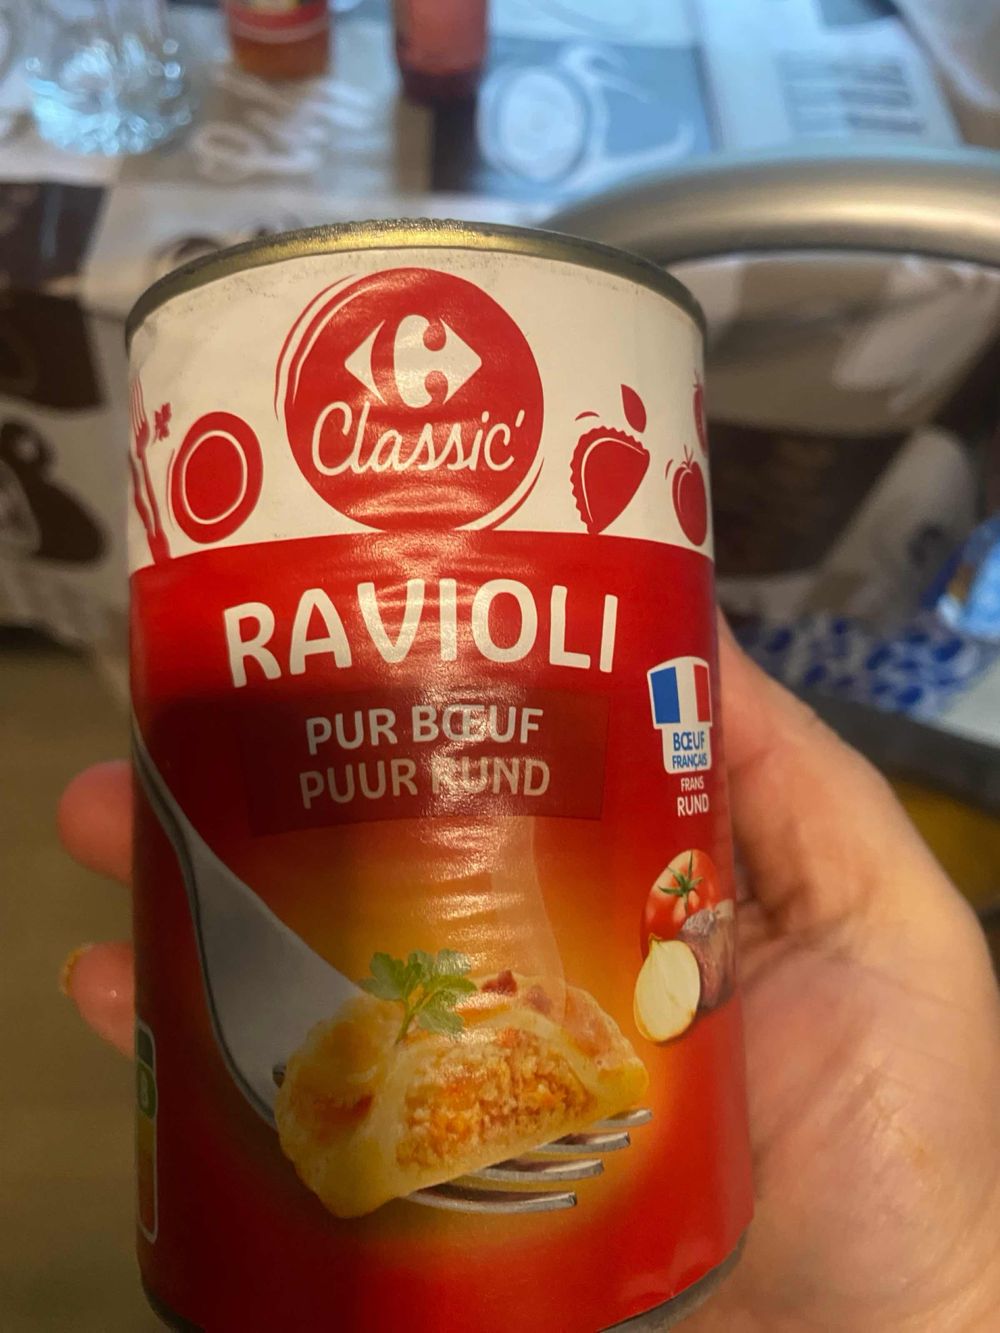 Classic'
RAVIOLI
PUR BŒUF
PUUR RUND
BŒUF
FRANÇAIS
FRANS
RUND
B